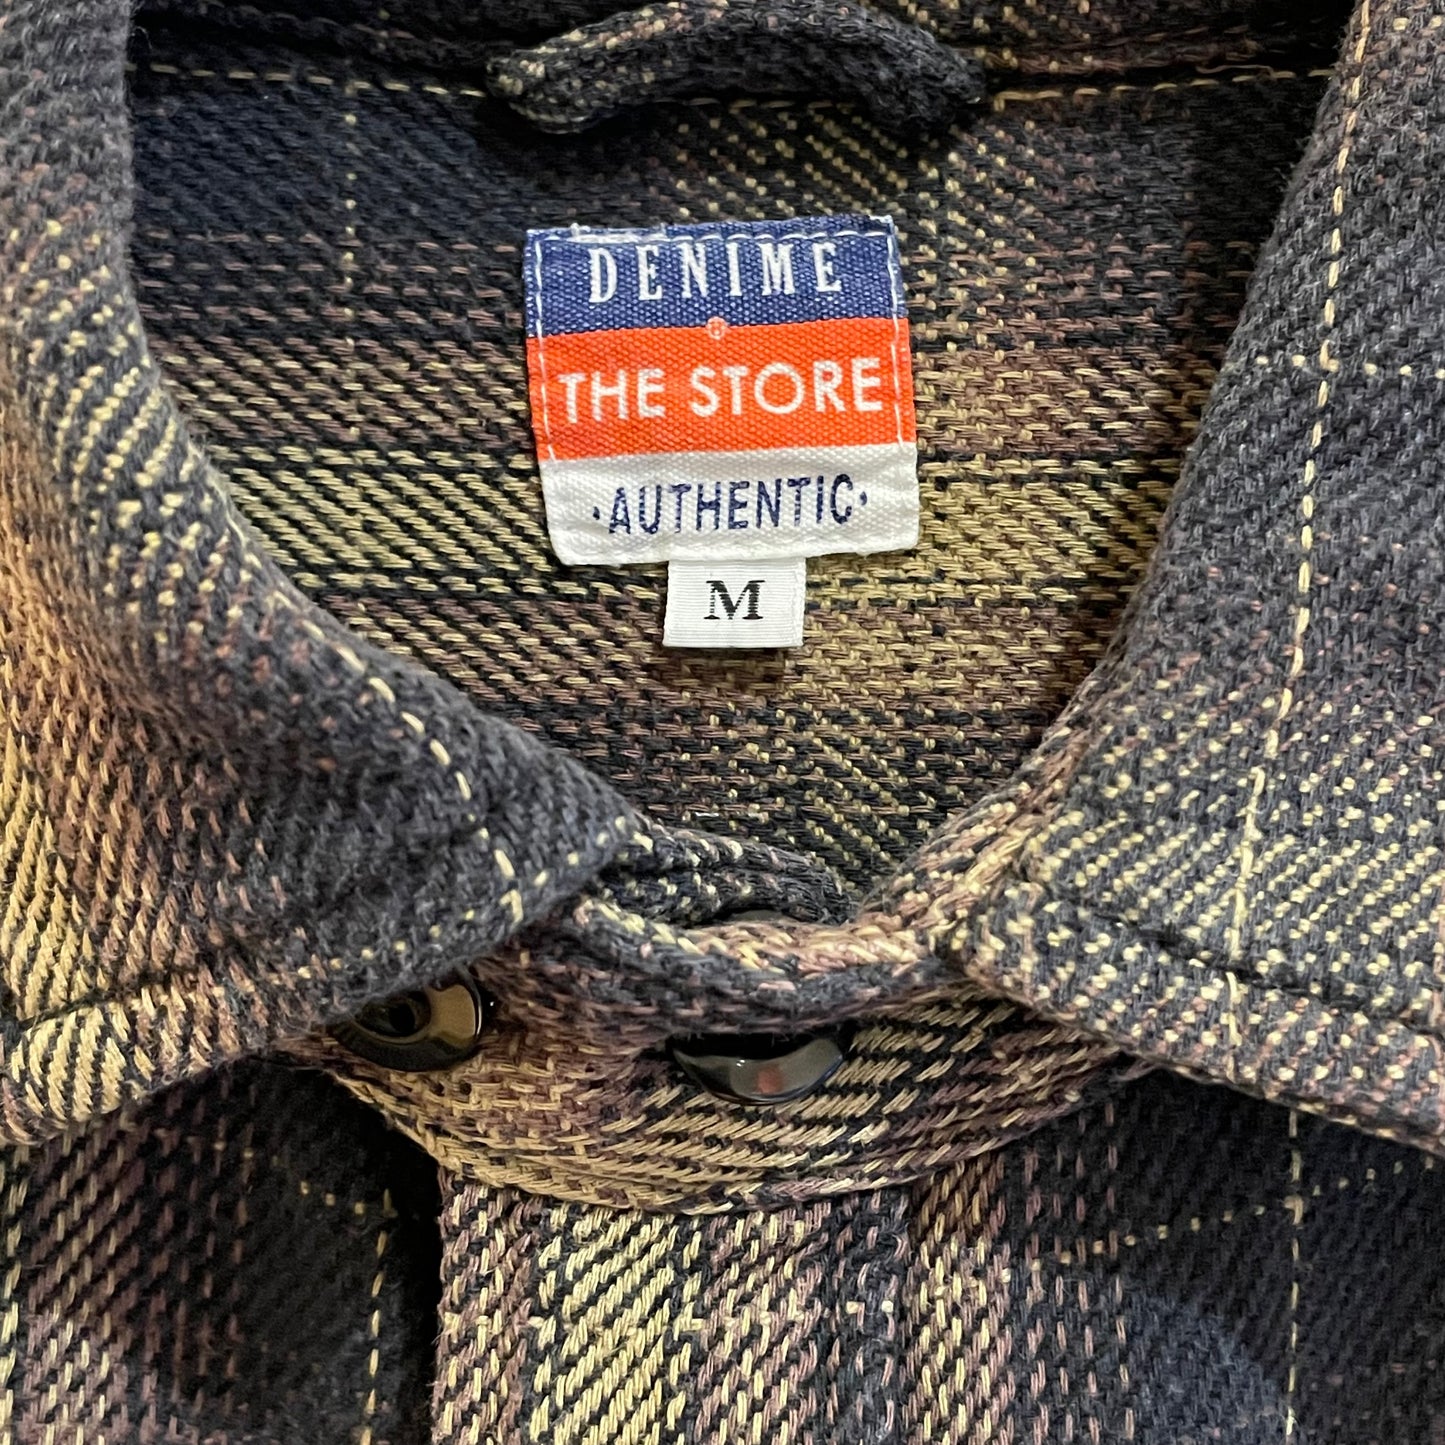 DENIME
®
THE STORE
·AUTHENTIC·
M